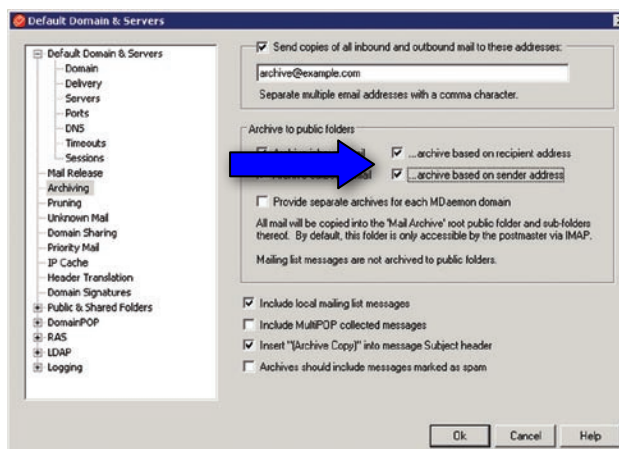 Default Domain & Servers
Default Domain & Servers
Domain
Delivery
Servers
Ports
DNS
Timeouts
Sessions
Mail Release
Archiving
Pruning
Unknown Mail
Domain Sharing
Priority Mail
IP Cache
Header Translation
Domain Signatures
Public & Shared Folders
DomainPOP
RAS
LDAP
Logging
Send copies of all inbound and outbound mail to these addresses:
archive@example.com
Separate multiple email addresses with a comma character.
Archive to public folders
...archive based on recipient address
...archive based on sender address
Provide separate archives for each MDaemon domain
All mail will be copied into the 'Mail Archive' root public folder and sub-folders
thereof. By default, this folder is only accessible by the postmaster via IMAP.
Mailing list messages are not archived to public folders.
Include local mailing list messages
Include MultiPOP collected messages
Insert "(Archive Copy)" into message Subject header
Archives should include messages marked as spam
Ok
Cancel
Help